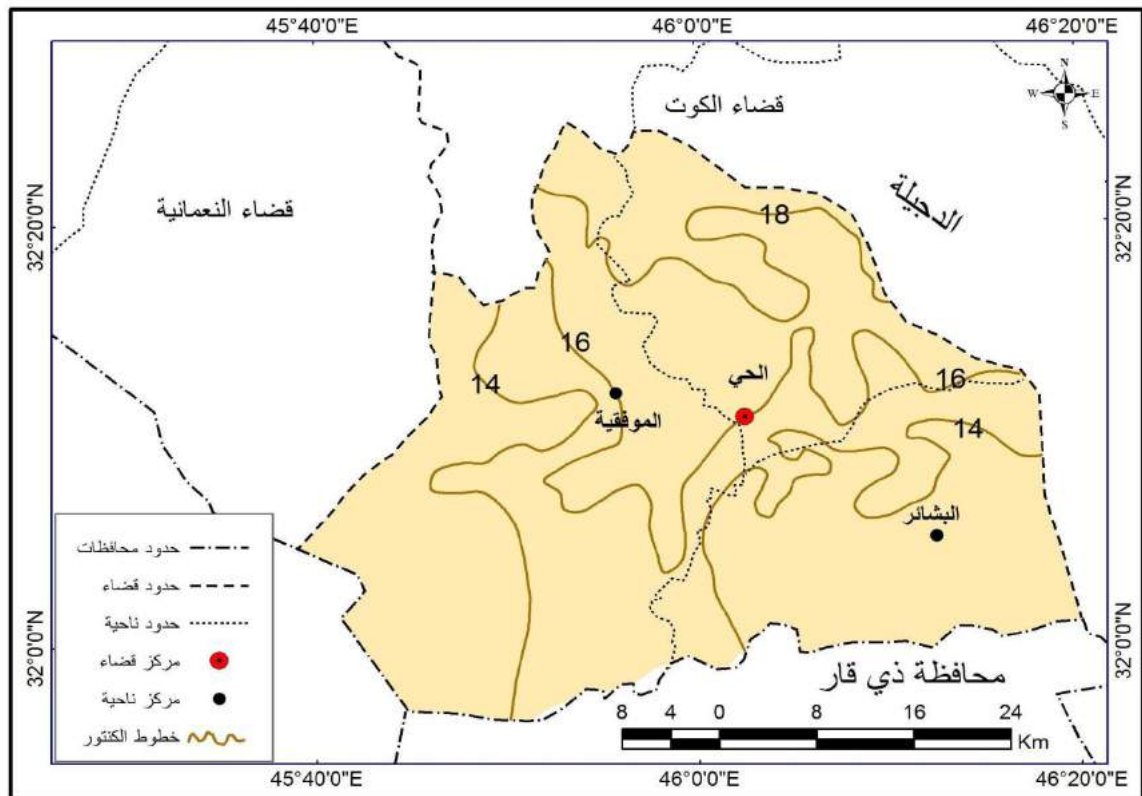 45°40'0"E
46°0'0"E
46°20'0"E
N
W
E
S
قضاء الكوت
الدجيلة
قضاء النعمانية
32°20'0"N
32°20'0"N
18
16
14
الحي
16
الموفقية
14
البشائر
حدود محافظات
حدود قضاء
حدود ناحية
مركز قضاء
مركز ناحية
خطوط الكنتور
32°0'0"N
32°0'0"N
محافظة ذي قار
8 4 0 8 16 24
Km
45°40'0"E
46°0'0"E
46°20'0"E